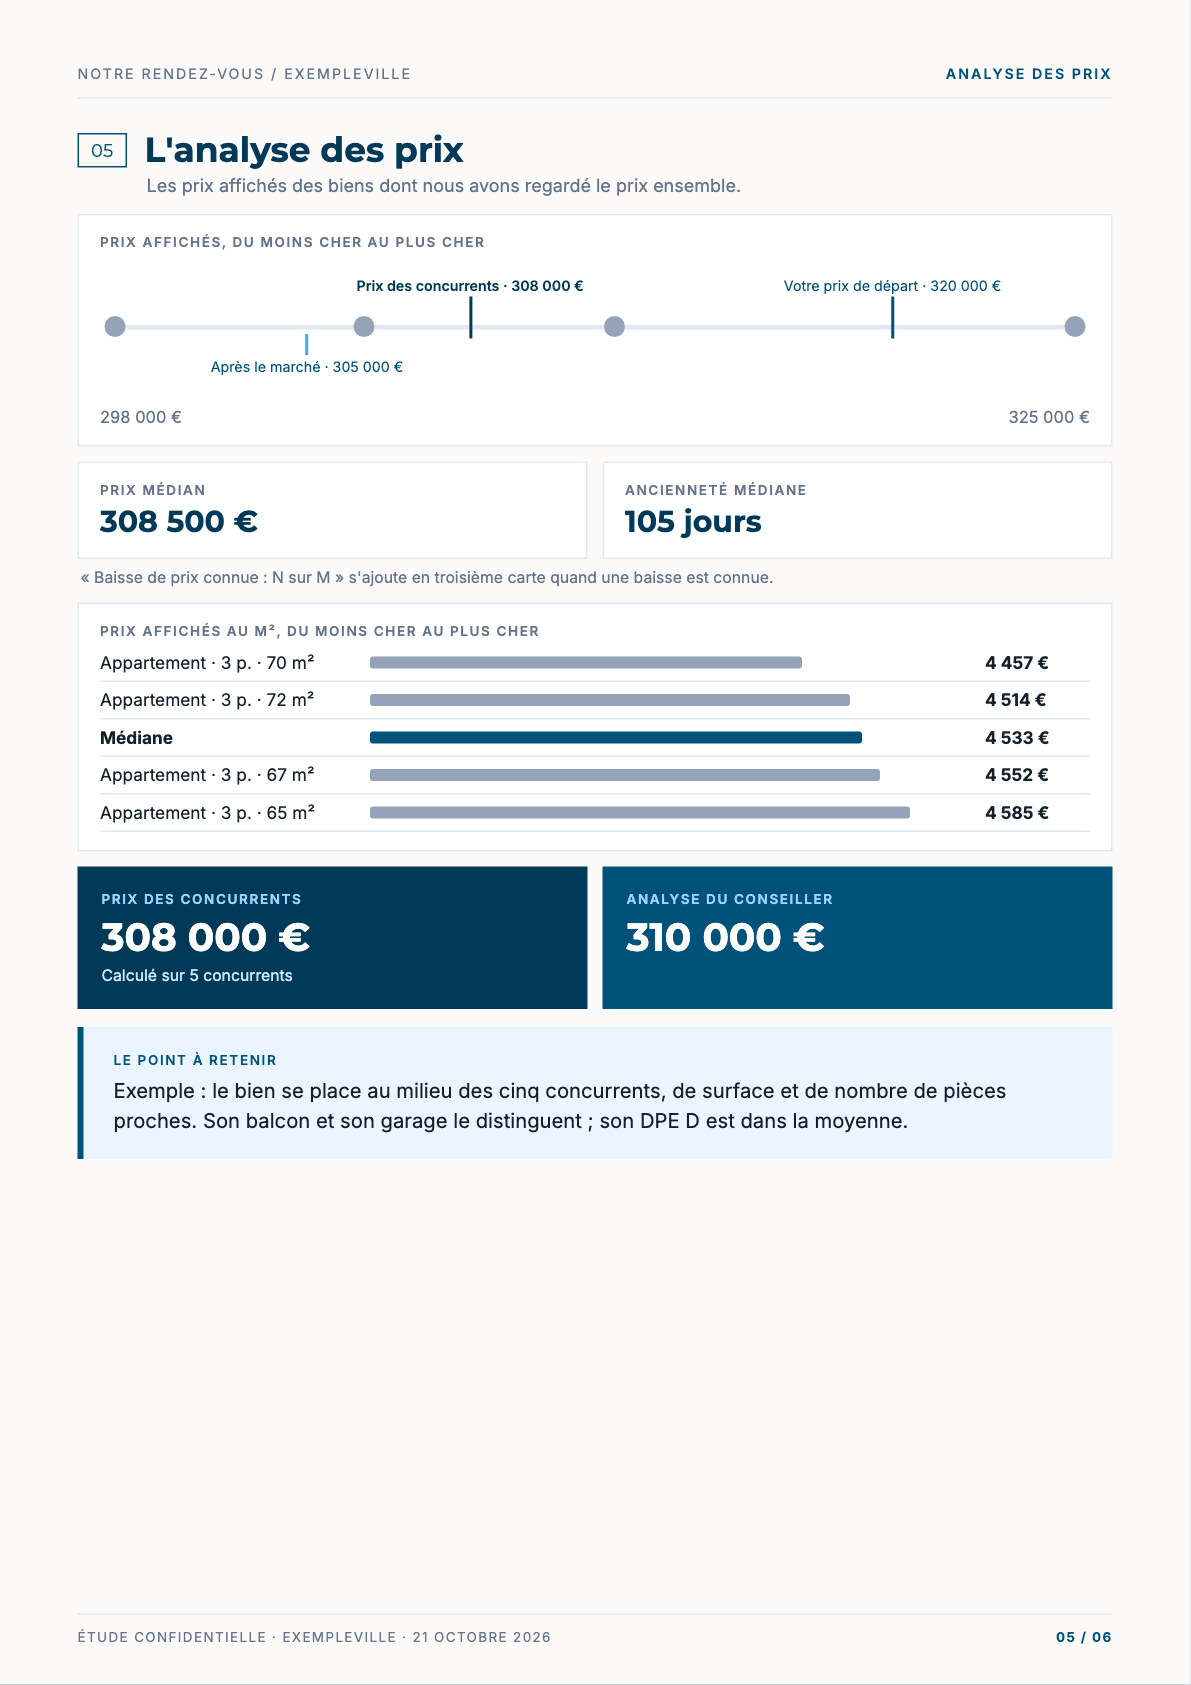 NOTRE RENDEZ-VOUS / EXEMPLEVILLE
ANALYSE DES PRIX
05
L'analyse des prix
Les prix affichés des biens dont nous avons regardé le prix ensemble.
PRIX AFFICHÉS, DU MOINS CHER AU PLUS CHER
Prix des concurrents · 308 000 €
Votre prix de départ · 320 000 €
Après le marché · 305 000 €
298 000 €
325 000 €
PRIX MÉDIAN
308 500 €
ANCIENNETÉ MÉDIANE
105 jours
« Baisse de prix connue : N sur M » s'ajoute en troisième carte quand une baisse est connue.
PRIX AFFICHÉS AU M², DU MOINS CHER AU PLUS CHER
Appartement · 3 p. · 70 m² 4 457 €
Appartement · 3 p. · 72 m² 4 514 €
Médiane 4 533 €
Appartement · 3 p. · 67 m² 4 552 €
Appartement · 3 p. · 65 m² 4 585 €
PRIX DES CONCURRENTS
308 000 €
Calculé sur 5 concurrents
ANALYSE DU CONSEILLER
310 000 €
LE POINT À RETENIR
Exemple : le bien se place au milieu des cinq concurrents, de surface et de nombre de pièces
proches. Son balcon et son garage le distinguent ; son DPE D est dans la moyenne.
ÉTUDE CONFIDENTIELLE · EXEMPLEVILLE · 21 OCTOBRE 2026
05 / 06